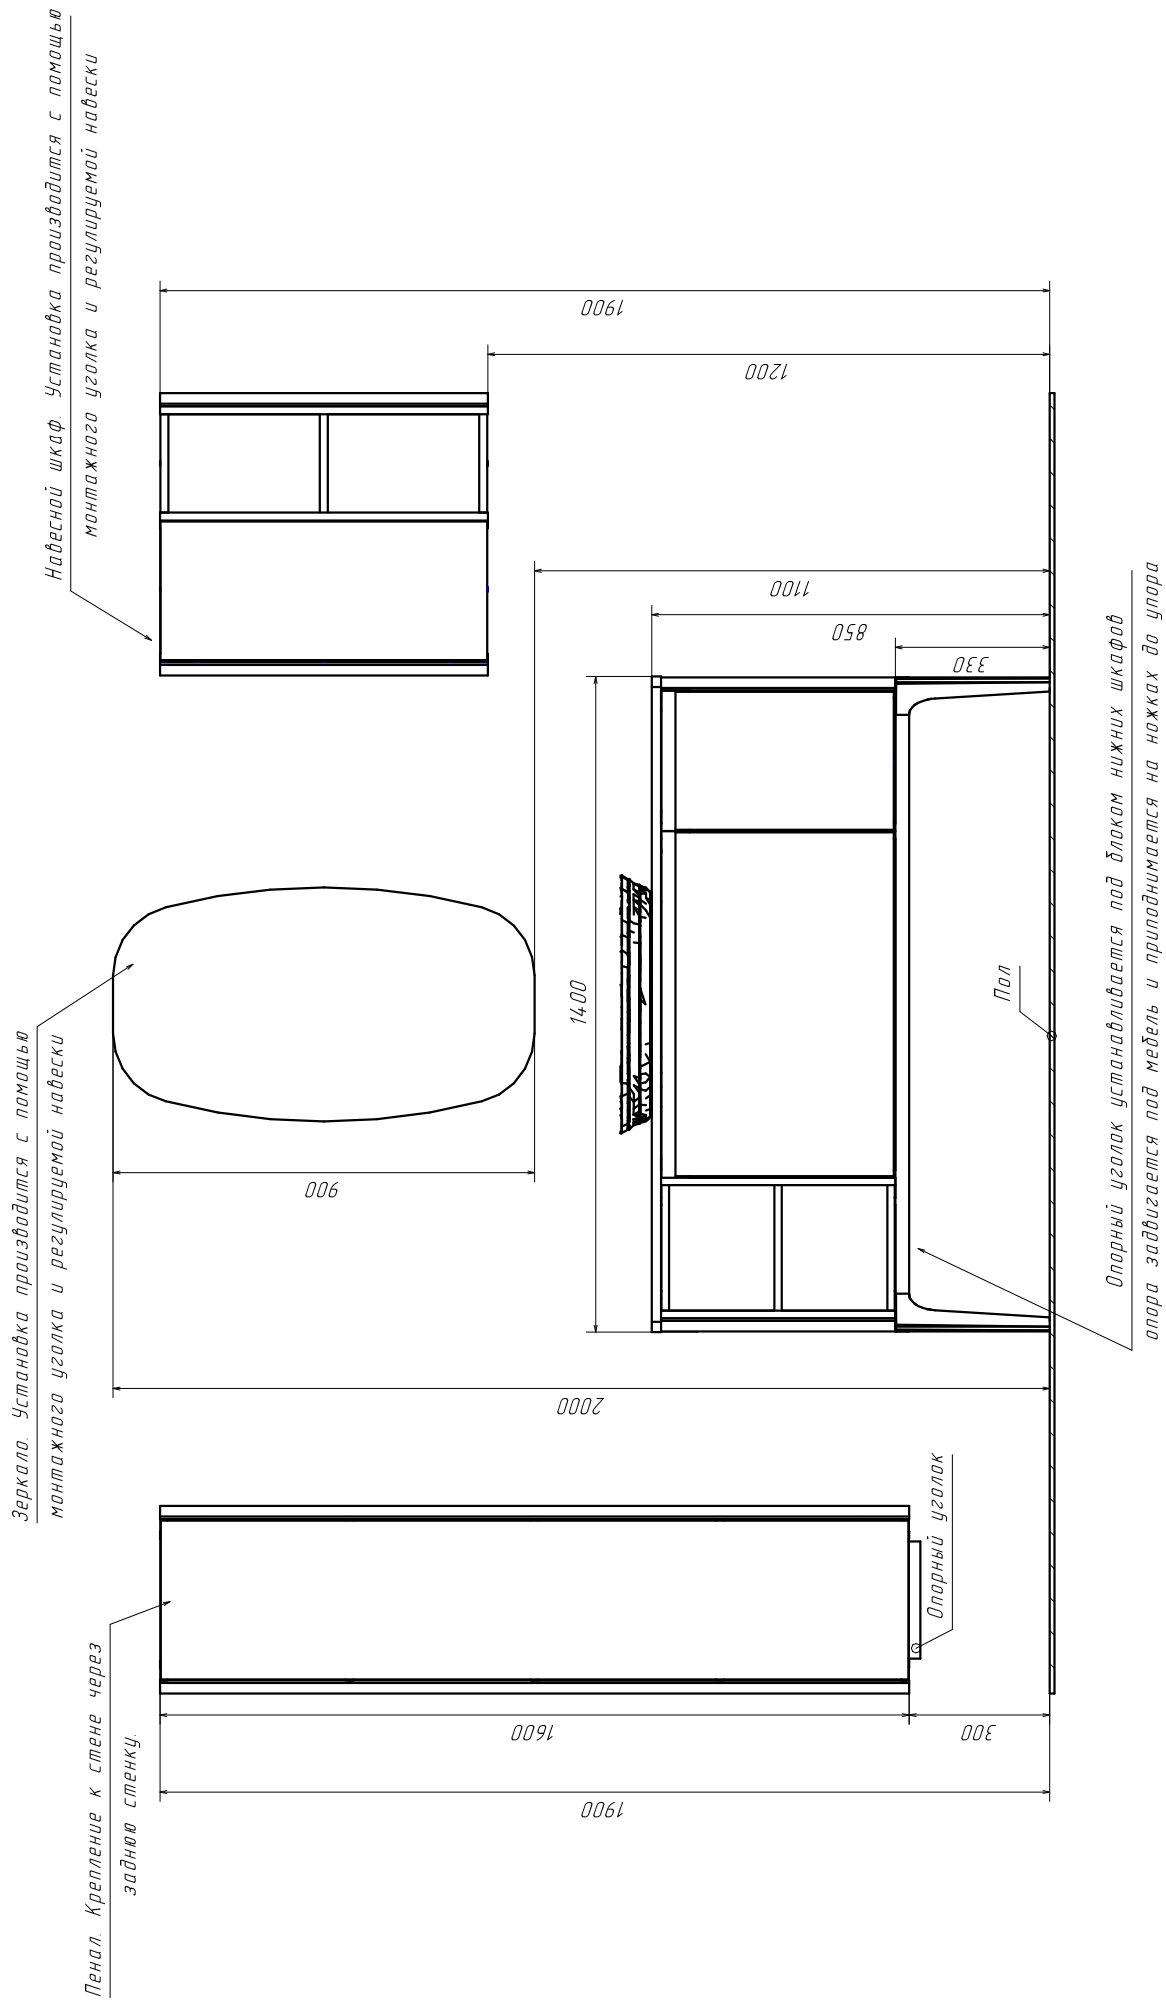 Пенал. Крепление к стене через
заднюю стенку.
Зеркало. Установка производится с помощью
монтажного уголка и регулируемой навески
Навесной шкаф. Установка производится с помощью
монтажного уголка и регулируемой навески
1900
1600
300
Опорный уголок
2000
900
1400
Пол
330
850
1100
1200
1900
Опорный уголок устанавливается под блоком нижних шкафов
опора задвигается под мебель и приподнимается на ножках до упора